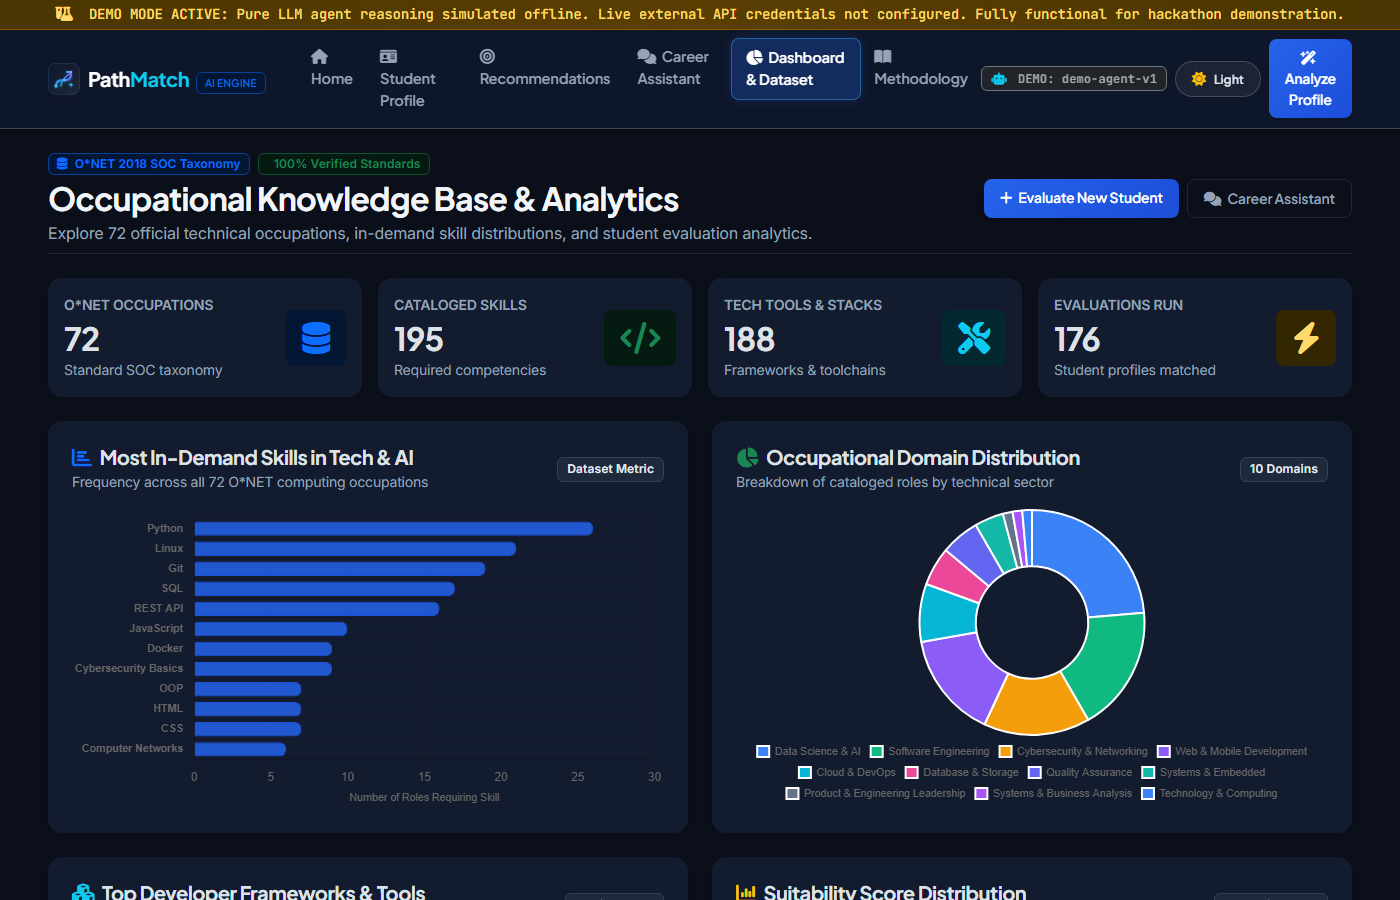 DEMO MODE ACTIVE: Pure LLM agent reasoning simulated offline. Live external API credentials not configured. Fully functional for hackathon demonstration.
PathMatch
AI ENGINE
Home
Student
Profile
Recommendations
Career
Assistant
Dashboard
& Dataset
Methodology
DEMO: demo-agent-v1
Light
Analyze
Profile
O*NET 2018 SOC Taxonomy
100% Verified Standards
Occupational Knowledge Base & Analytics
Explore 72 official technical occupations, in-demand skill distributions, and student evaluation analytics.
Evaluate New Student
Career Assistant
O*NET OCCUPATIONS
72
Standard SOC taxonomy
CATALOGED SKILLS
195
Required competencies
TECH TOOLS & STACKS
188
Frameworks & toolchains
EVALUATIONS RUN
176
Student profiles matched
Most In-Demand Skills in Tech & AI
Frequency across all 72 O*NET computing occupations
Dataset Metric
Python
Linux
Git
SQL
REST API
JavaScript
Docker
Cybersecurity Basics
OOP
HTML
CSS
Computer Networks
0 5 10 15 20 25 30
Number of Roles Requiring Skill
Occupational Domain Distribution
Breakdown of cataloged roles by technical sector
10 Domains
Data Science & AI Software Engineering Cybersecurity & Networking Web & Mobile Development
Cloud & DevOps Database & Storage Quality Assurance Systems & Embedded
Product & Engineering Leadership Systems & Business Analysis Technology & Computing
Top Developer Frameworks & Tools
Suitability Score Distribution